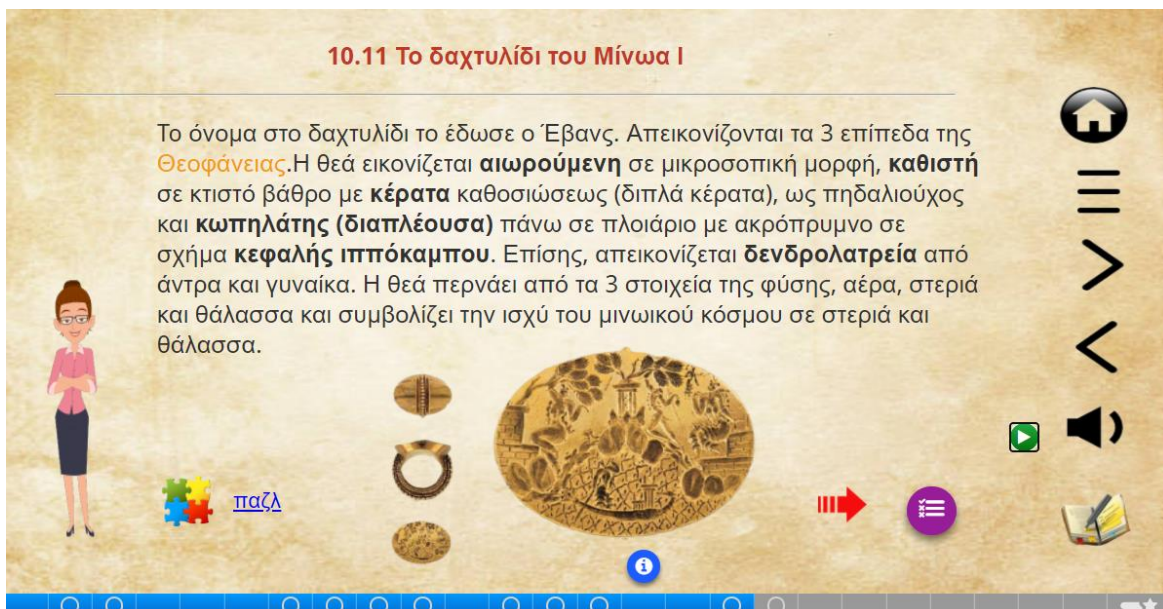 10.11 Το δαχτυλίδι του Μίνωα Ι
Το όνομα στο δαχτυλίδι το έδωσε ο Έβανς. Απεικονίζονται τα 3 επίπεδα της
Θεοφάνειας.Η θεά εικονίζεται αιωρούμενη σε μικροσοπική μορφή, καθιστή
σε κτιστό βάθρο με κέρατα καθοσιώσεως (διπλά κέρατα), ως πηδαλιούχος
και κωπηλάτης (διαπλέουσα) πάνω σε πλοιάριο με ακρόπρυμνο σε
σχήμα κεφαλής ιππόκαμπου. Επίσης, απεικονίζεται δενδρολατρεία από
άντρα και γυναίκα. Η θεά περνάει από τα 3 στοιχεία της φύσης, αέρα, στεριά
και θάλασσα και συμβολίζει την ισχύ του μινωικού κόσμου σε στεριά και
θάλασσα.
παζλ